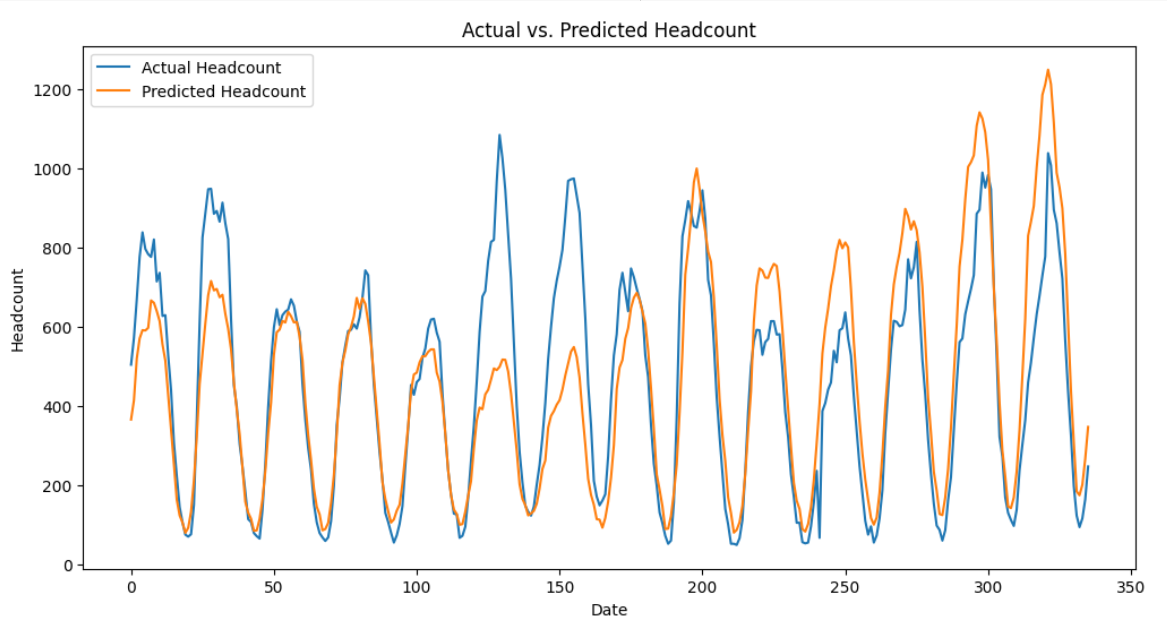 Actual vs. Predicted Headcount
Actual Headcount
Predicted Headcount
Headcount
1200
1000
800
600
400
200
0
0 50 100 150 200 250 300 350
Date